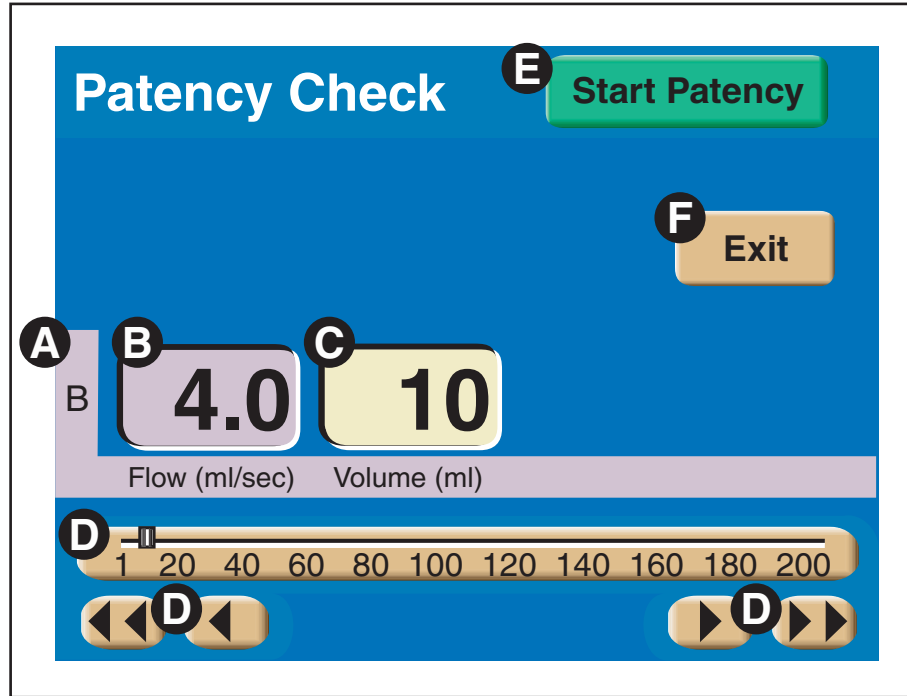 Patency Check
E
Start Patency
F
Exit
A
B
C
B
4.0
10
Flow (ml/sec) Volume (ml)
D
1 20 40 60 80 100 120 140 160 180 200
D
D